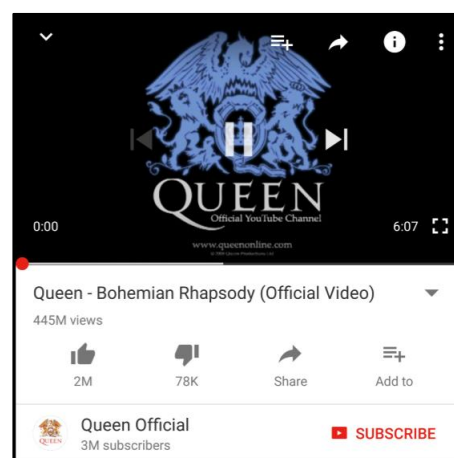 QUEEN
Official YouTube Channel
0:00
6:07
www.queenonline.com
Queen - Bohemian Rhapsody (Official Video)
445M views
2M
78K
Share
Add to
QUEEN
Queen Official
3M subscribers
SUBSCRIBE